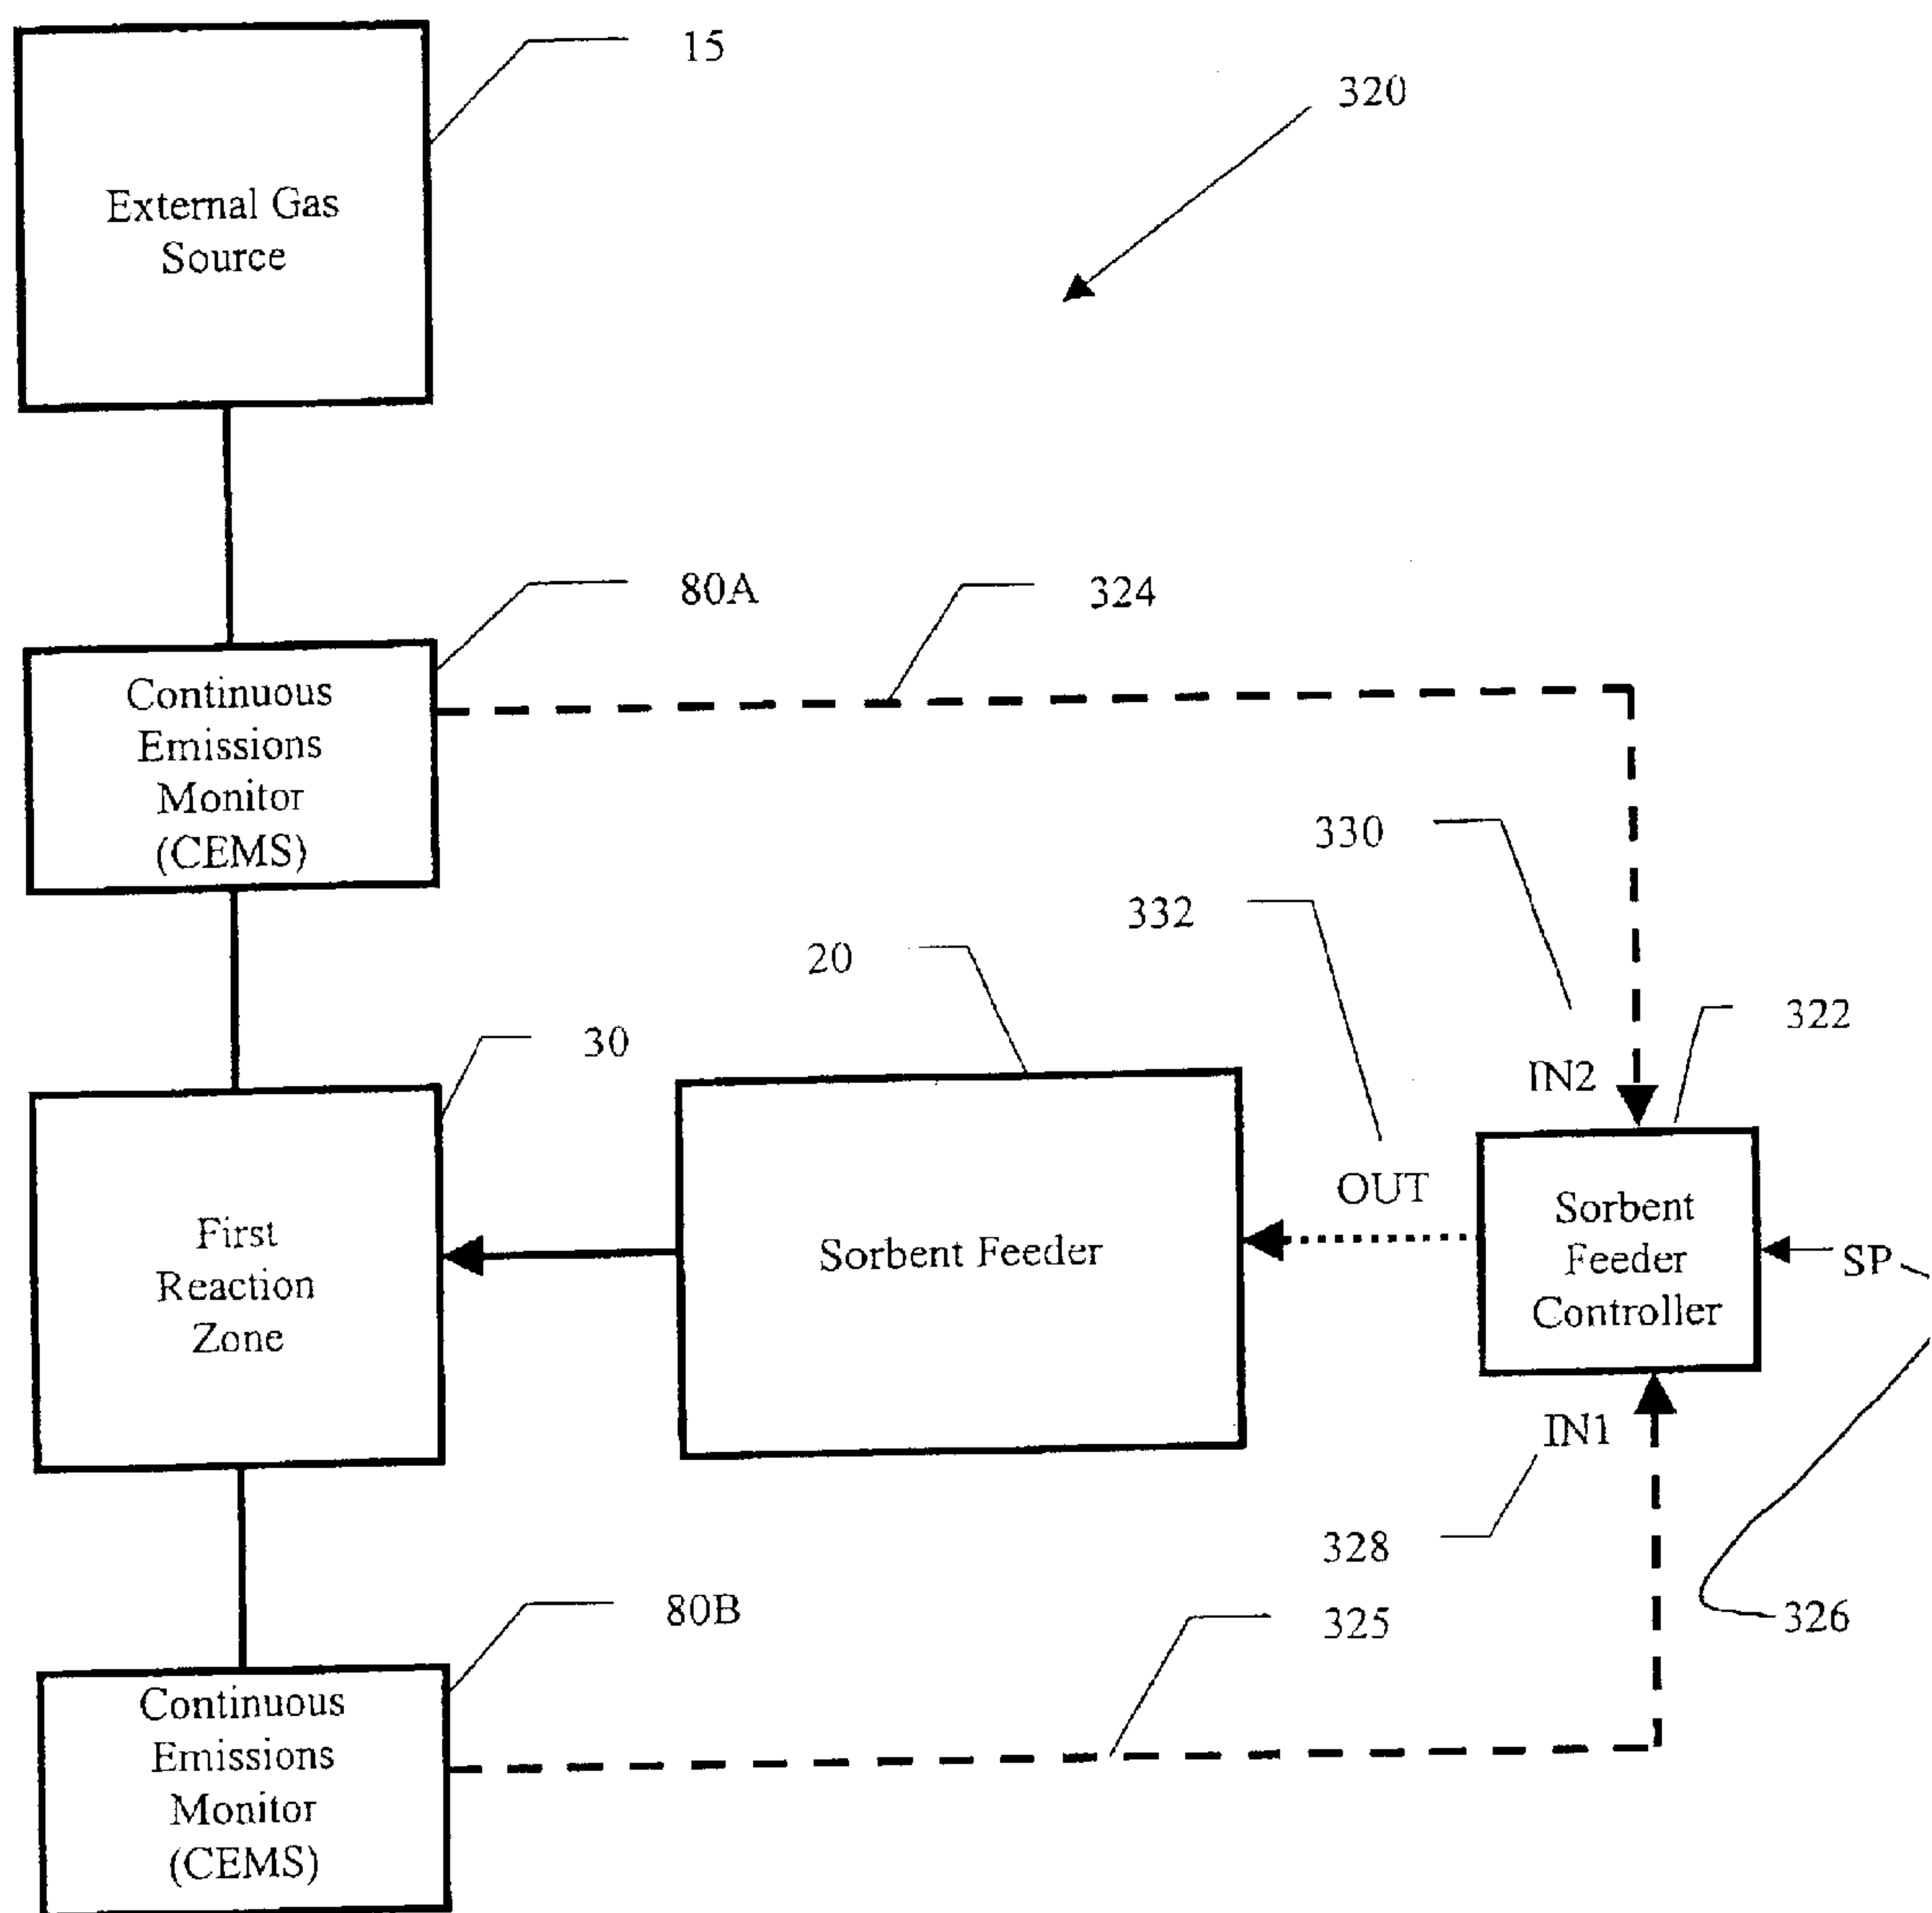 15
320
External Gas
Source
80A
324
Continuous
Emissions
Monitor
(CEMS)
330
332
20
30
322
IN2
OUT
First
Reaction
Zone
Sorbent Feeder
Sorbent
Feeder
Controller
SP
IN1
328
80B
325
326
Continuous
Emissions
Monitor
(CEMS)